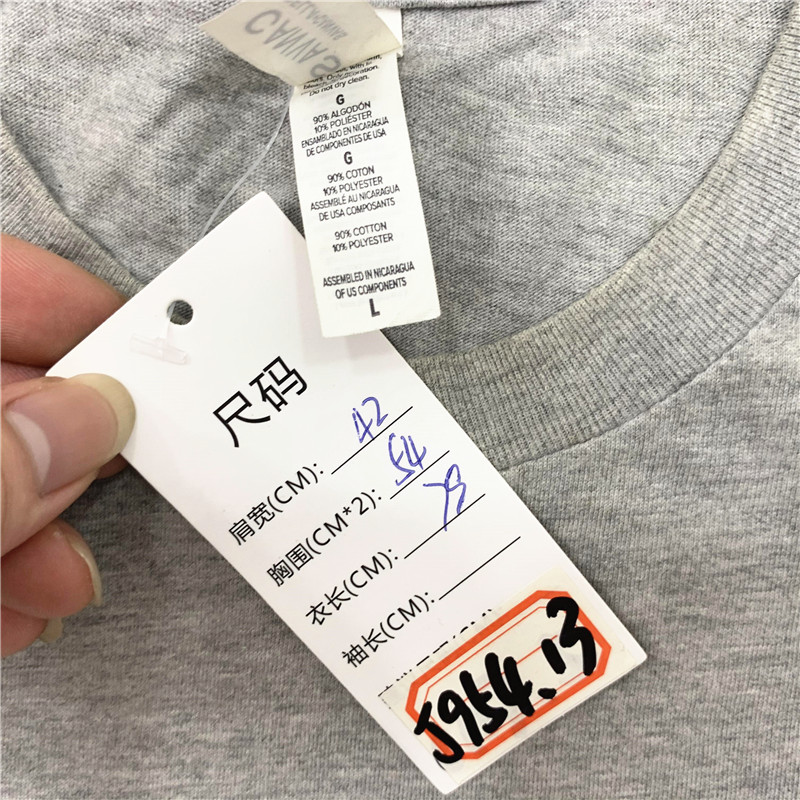 CANVAS
Do not dry clean.
G
90% ALGODÓN
10% POLIÉSTER
ENSAMBLADO EN NICARAGUA
DE COMPONENTES DE USA
G
90% COTON
10% POLYESTER
ASSEMBLÉ AU NICARAGUA
DE USA COMPOSANTS
90% COTTON
10% POLYESTER
ASSEMBLED IN NICARAGUA
OF US COMPONENTS
L
尺码
肩宽(CM): 42
胸围(CM*2): 54
衣长(CM):
袖长(CM):
J954.13